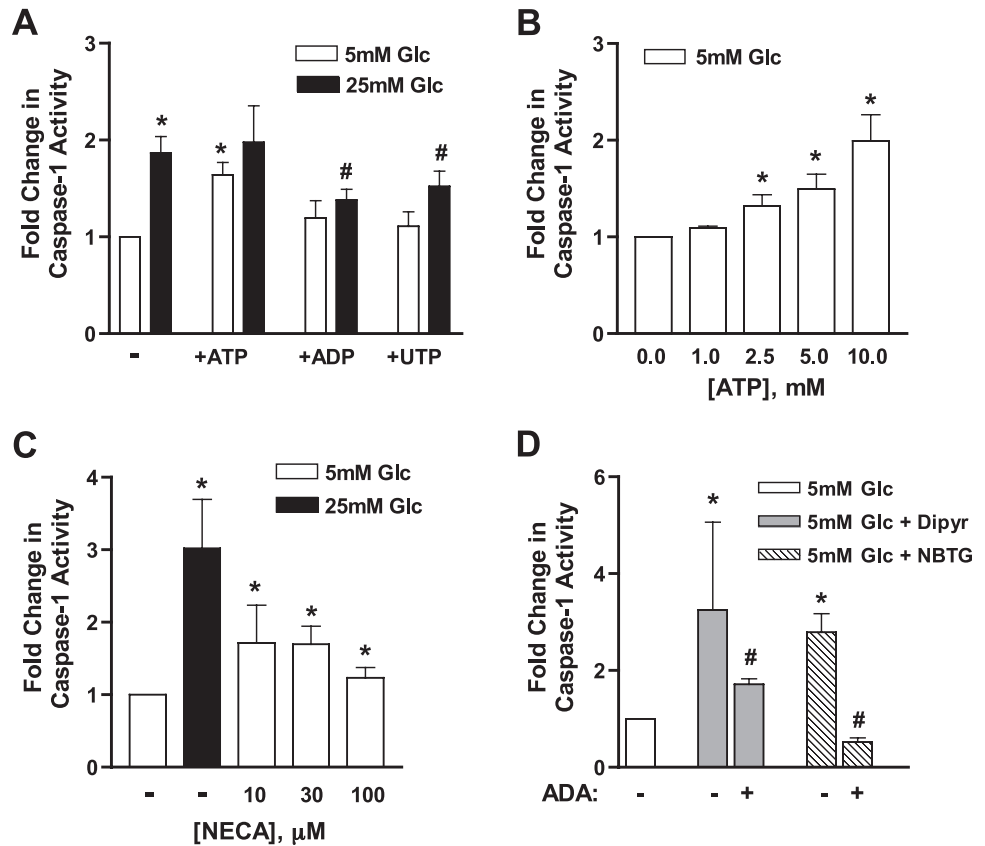 A
Fold Change in
Caspase-1 Activity
3
2
1
0
5mM Glc
25mM Glc
*
*
#
#
-
+ATP
+ADP
+UTP
B
Fold Change in
Caspase-1 Activity
3
2
1
0
5mM Glc
*
*
*
0.0 1.0 2.5 5.0 10.0
[ATP], mM
C
Fold Change in
Caspase-1 Activity
4
3
2
1
0
5mM Glc
25mM Glc
*
*
*
*
- - 10 30 100
[NECA], μM
D
Fold Change in
Caspase-1 Activity
6
4
2
0
5mM Glc
5mM Glc + Dipyr
5mM Glc + NBTG
*
#
*
#
ADA: - - + - +